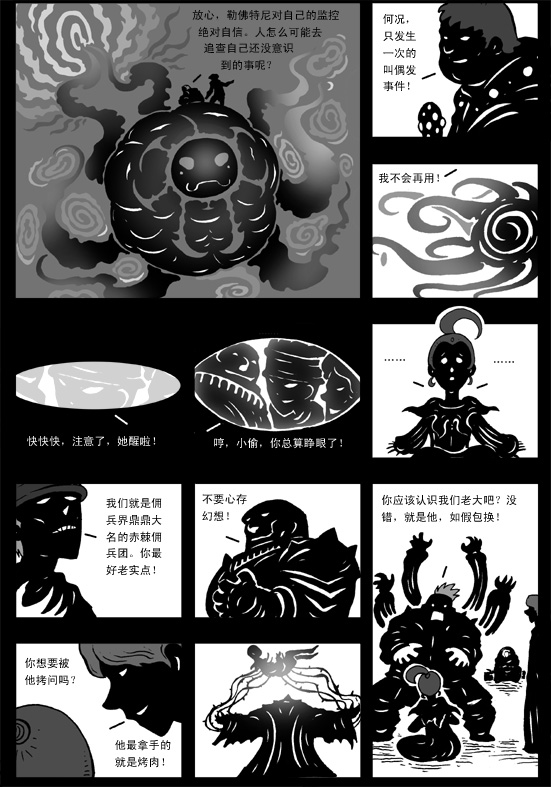 放心，勒佛特尼对自己的监控
绝对自信。人怎么可能去
追查自己还没意识
到的事呢？
何况，
只发生
一次的
叫偶发
事件！
我不会再用！
快快快，注意了，她醒啦！
哼，小偷，你总算睁眼了！
……
……
我们就是佣
兵界鼎鼎大
名的赤棘佣
兵团。你最
好老实点！
不要心存
幻想！
你应该认识我们老大吧？没
错，就是他，如假包换！
你想要被
他拷问吗？
他最拿手的
就是烤肉！